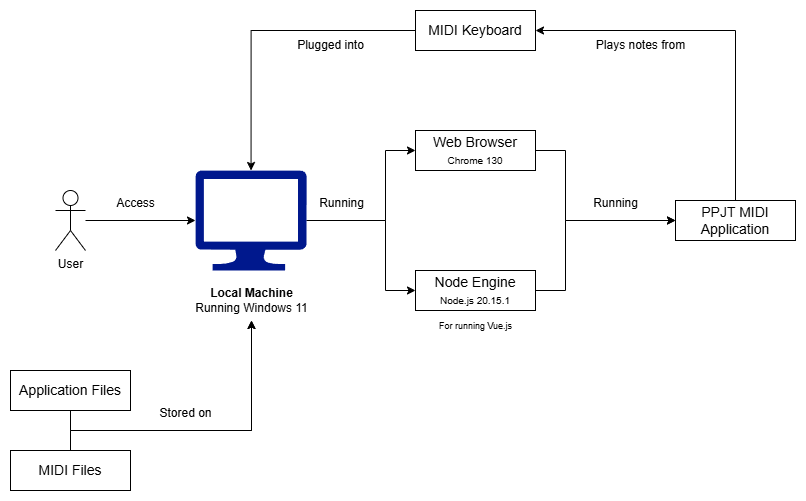 MIDI Keyboard
Plugged into
Plays notes from
Web Browser
Chrome 130
Access
Running
Running
PPJT MIDI
Application
User
Local Machine
Running Windows 11
Node Engine
Node.js 20.15.1
For running Vue.js
Application Files
Stored on
MIDI Files